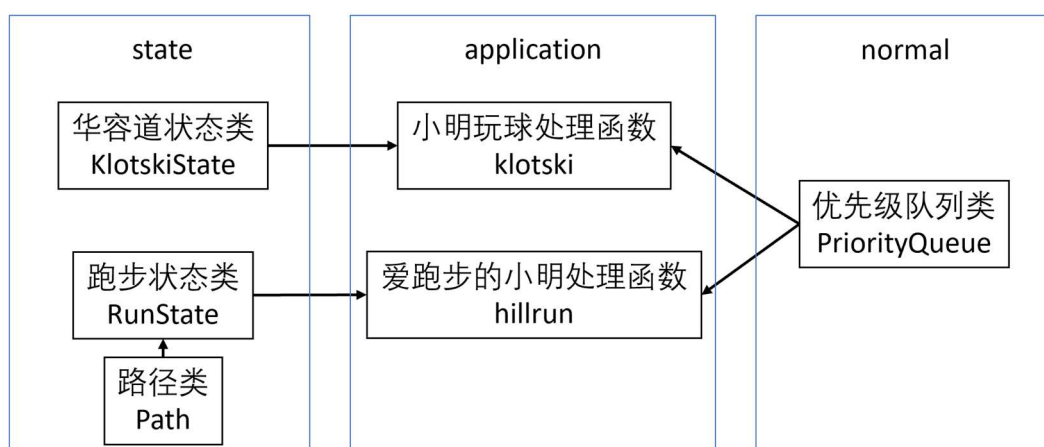 state
华容道状态类
KlotskiState
跑步状态类
RunState
路径类
Path
application
小明玩球处理函数
klotski
爱跑步的小明处理函数
hillrun
normal
优先级队列类
PriorityQueue